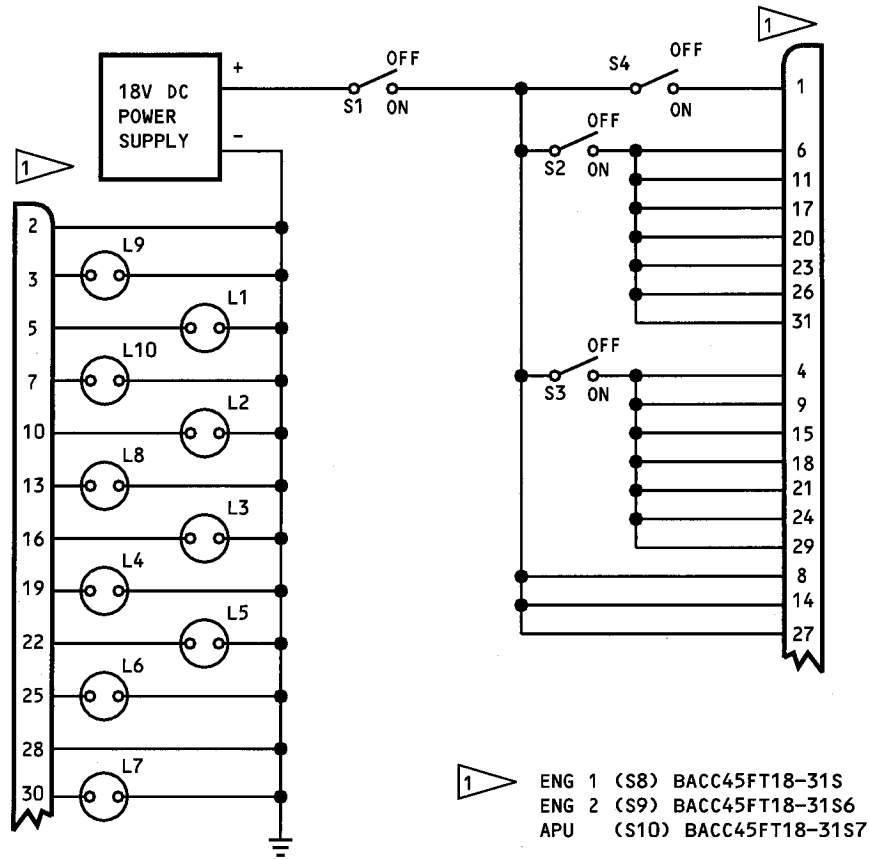 1
OFF
S4
OFF
18V DC
POWER
SUPPLY
+
-
S1
ON
ON
1
1
S2
ON
OFF
6
11
17
20
23
26
31
OFF
S3
ON
4
9
15
18
21
24
29
8
14
27
2
L9
3
L1
5
L10
7
L2
10
L8
13
L3
16
L4
19
L5
22
L6
25
28
L7
30
1
ENG 1 (S8) BACC45FT18-31S
ENG 2 (S9) BACC45FT18-31S6
APU (S10) BACC45FT18-31S7